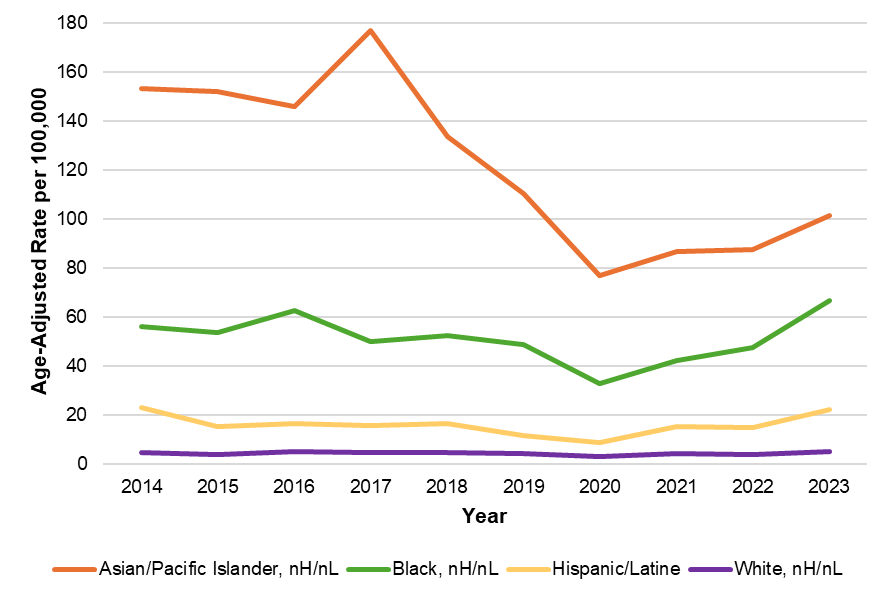 180
160
140
120
100
80
60
40
20
0
Age-Adjusted Rate per 100,000
2014 2015 2016 2017 2018 2019 2020 2021 2022 2023
Year
Asian/Pacific Islander, nH/nL Black, nH/nL Hispanic/Latine White, nH/nL